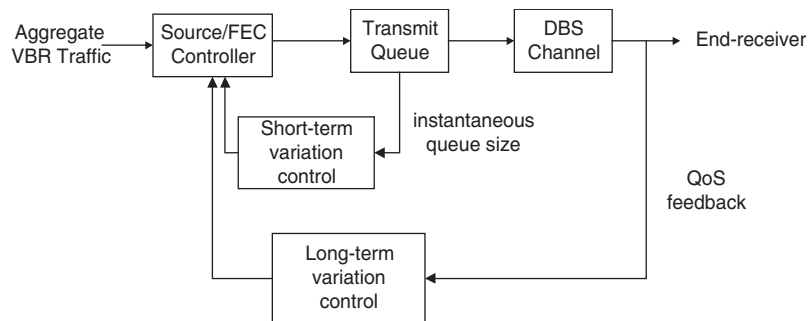 Aggregate
VBR Traffic
Source/FEC
Controller
Transmit
Queue
DBS
Channel
End-receiver
Short-term
variation
control
instantaneous
queue size
QoS
feedback
Long-term
variation
control